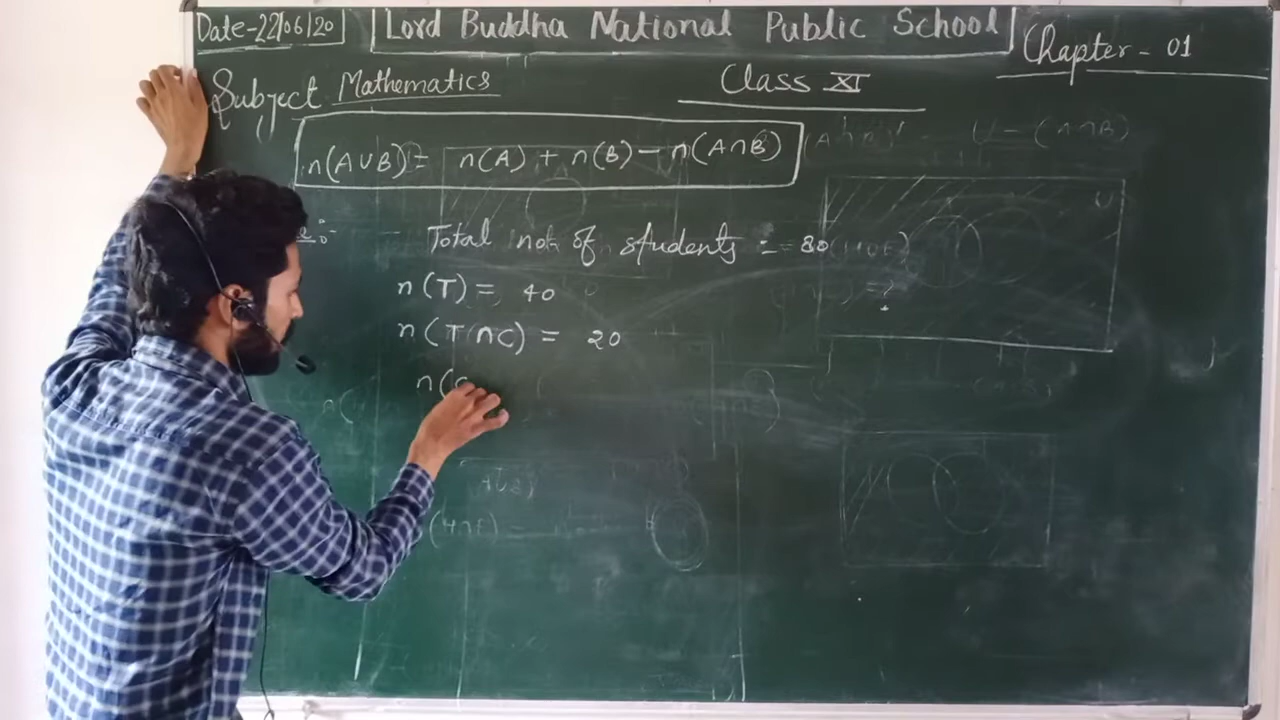 Date-22/06/20
Lord Buddha National Public School
Chapter - 01
Subject Mathematics
Class XI
n(A∪B) = n(A) + n(B) - n(A∩B)
- Total no. of students := 80
n(T) = 40
= ?
n(T∩C) = 20
n(C